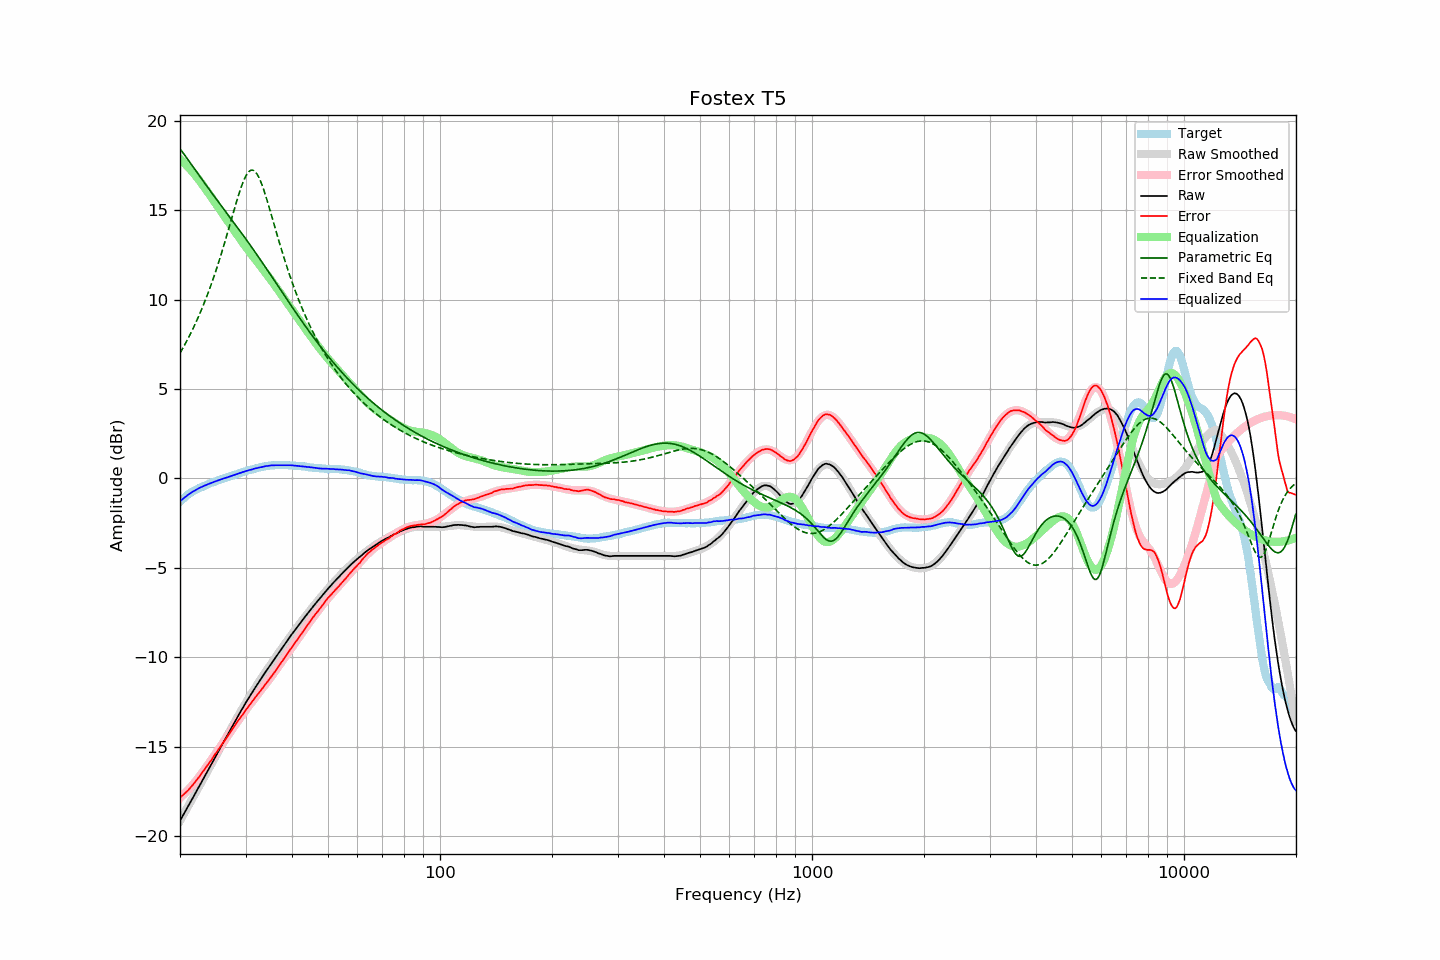 Fostex T5
20
15
10
5
0
−5
−10
−15
−20
Amplitude (dBr)
Target
Raw Smoothed
Error Smoothed
Raw
Error
Equalization
Parametric Eq
Fixed Band Eq
Equalized
100
1000
10000
Frequency (Hz)